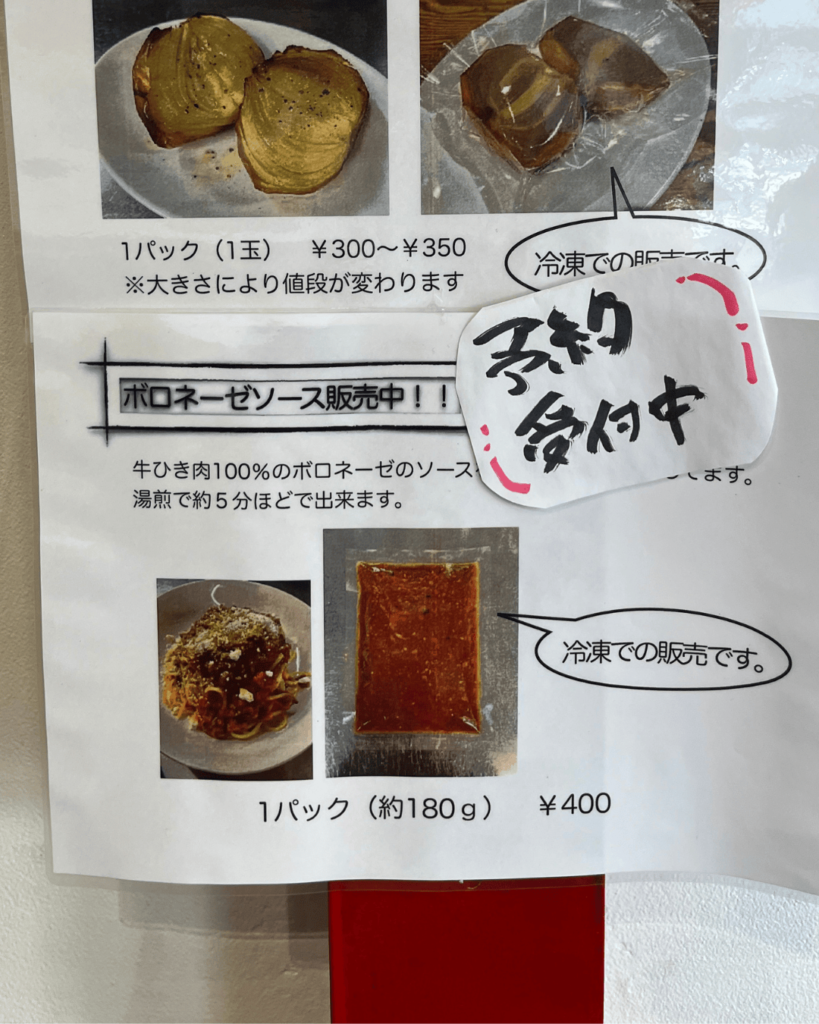 1パック（1玉）　￥300〜￥350
※大きさにより値段が変わります
冷凍での販売です。
予約
受付中
ボロネーゼソース販売中！！
牛ひき肉100％のボロネーゼのソース
てます。
湯煎で約５分ほどで出来ます。
冷凍での販売です。
1パック（約180ｇ）　￥400